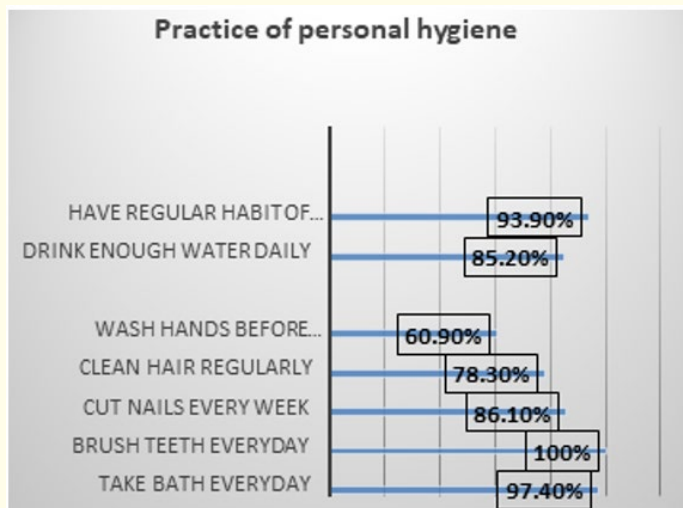 Practice of personal hygiene
HAVE REGULAR HABIT OF... 93.90%
DRINK ENOUGH WATER DAILY 85.20%
WASH HANDS BEFORE... 60.90%
CLEAN HAIR REGULARLY 78.30%
CUT NAILS EVERY WEEK 86.10%
BRUSH TEETH EVERYDAY 100%
TAKE BATH EVERYDAY 97.40%